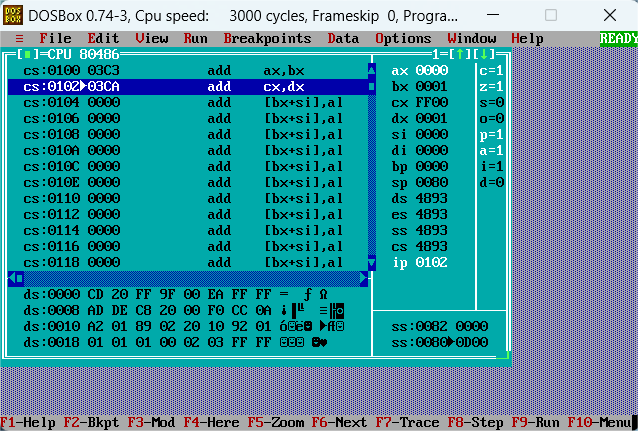 DOS BOX DOSBox 0.74-3, Cpu speed: 3000 cycles, Frameskip 0, Progra...
≡ File Edit View Run Breakpoints Data Options Window Help READY
[■]=CPU 80486 1=[↑][↓]
cs:0100 03C3 add ax,bx ax 0000 c=1
cs:0102►03CA add cx,dx bx 0001 z=1
cs:0104 0000 add [bx+si],al cx FF00 s=0
cs:0106 0000 add [bx+si],al dx 0001 o=0
cs:0108 0000 add [bx+si],al si 0000 p=1
cs:010A 0000 add [bx+si],al di 0000 a=1
cs:010C 0000 add [bx+si],al bp 0000 i=1
cs:010E 0000 add [bx+si],al sp 0080 d=0
cs:0110 0000 add [bx+si],al ds 4893
cs:0112 0000 add [bx+si],al es 4893
cs:0114 0000 add [bx+si],al ss 4893
cs:0116 0000 add [bx+si],al cs 4893
cs:0118 0000 add [bx+si],al ip 0102
ds:0000 CD 20 FF 9F 00 EA FF FF = ƒ Ω
ds:0008 AD DE C8 20 00 F0 CC 0A
ds:0010 A2 01 89 02 20 10 92 01 ss:0082 0000
ds:0018 01 01 01 00 02 03 FF FF ss:0080►0D00
F1-Help F2-Bkpt F3-Mod F4-Here F5-Zoom F6-Next F7-Trace F8-Step F9-Run F10-Menu